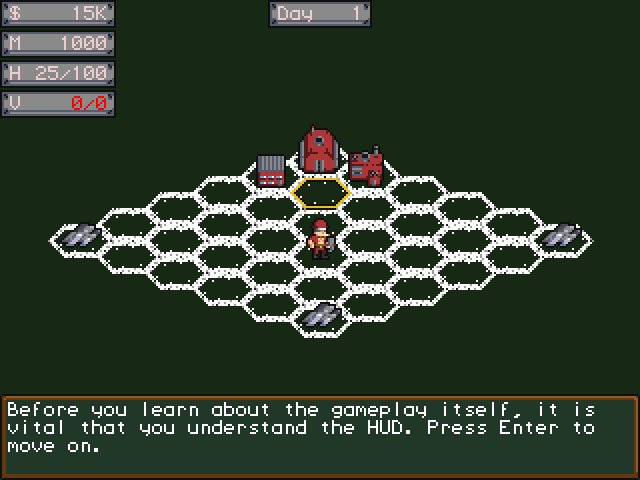 $ 15K
Day 1
M 1000
H 25/100
V 0/0
Before you learn about the gameplay itself, it is
vital that you understand the HUD. Press Enter to
move on.